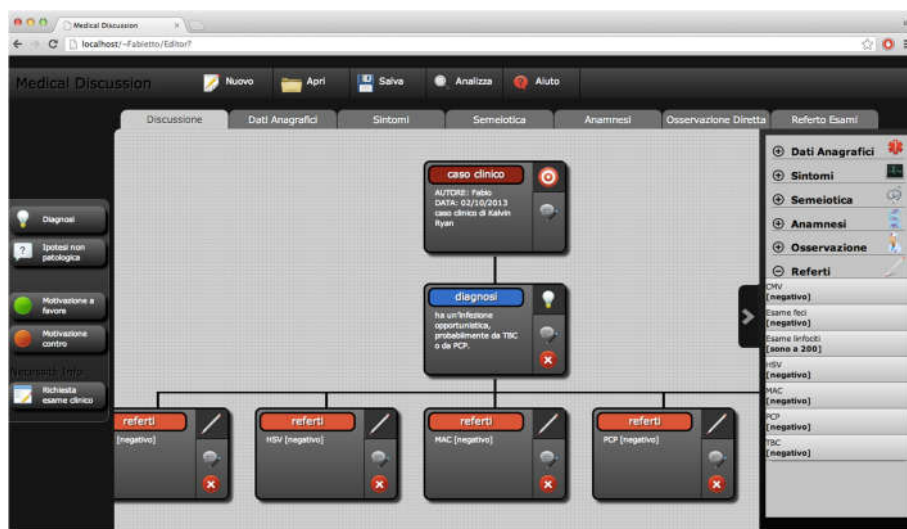 Medical Discussion
localhost/~Fabietto/Editor?
Medical Discussion
Nuovo
Apri
Salva
Analizza
Aiuto
Discussione
Dati Anagrafici
Sintomi
Semeiotica
Anamnesi
Osservazione Diretta
Referto Esami
Diagnosi
Ipotesi non
patologica
Motivazione a
favore
Motivazione
contro
Necessità Info
Richiesta
esame clinico
caso clinico
AUTORE: Fabio
DATA: 02/10/2013
caso clinico di Kalvin
Ryan
diagnosi
ha un'infezione
opportunistica,
probabilmente da TBC
o da PCP.
referti
[negativo]
referti
HSV [negativo]
referti
MAC [negativo]
referti
PCP [negativo]
Dati Anagrafici
Sintomi
Semeiotica
Anamnesi
Osservazione
Referti
CMV
[negativo]
Esame feci
[negativo]
Esame linfociti
[sono a 200]
HSV
[negativo]
MAC
[negativo]
PCP
[negativo]
TBC
[negativo]